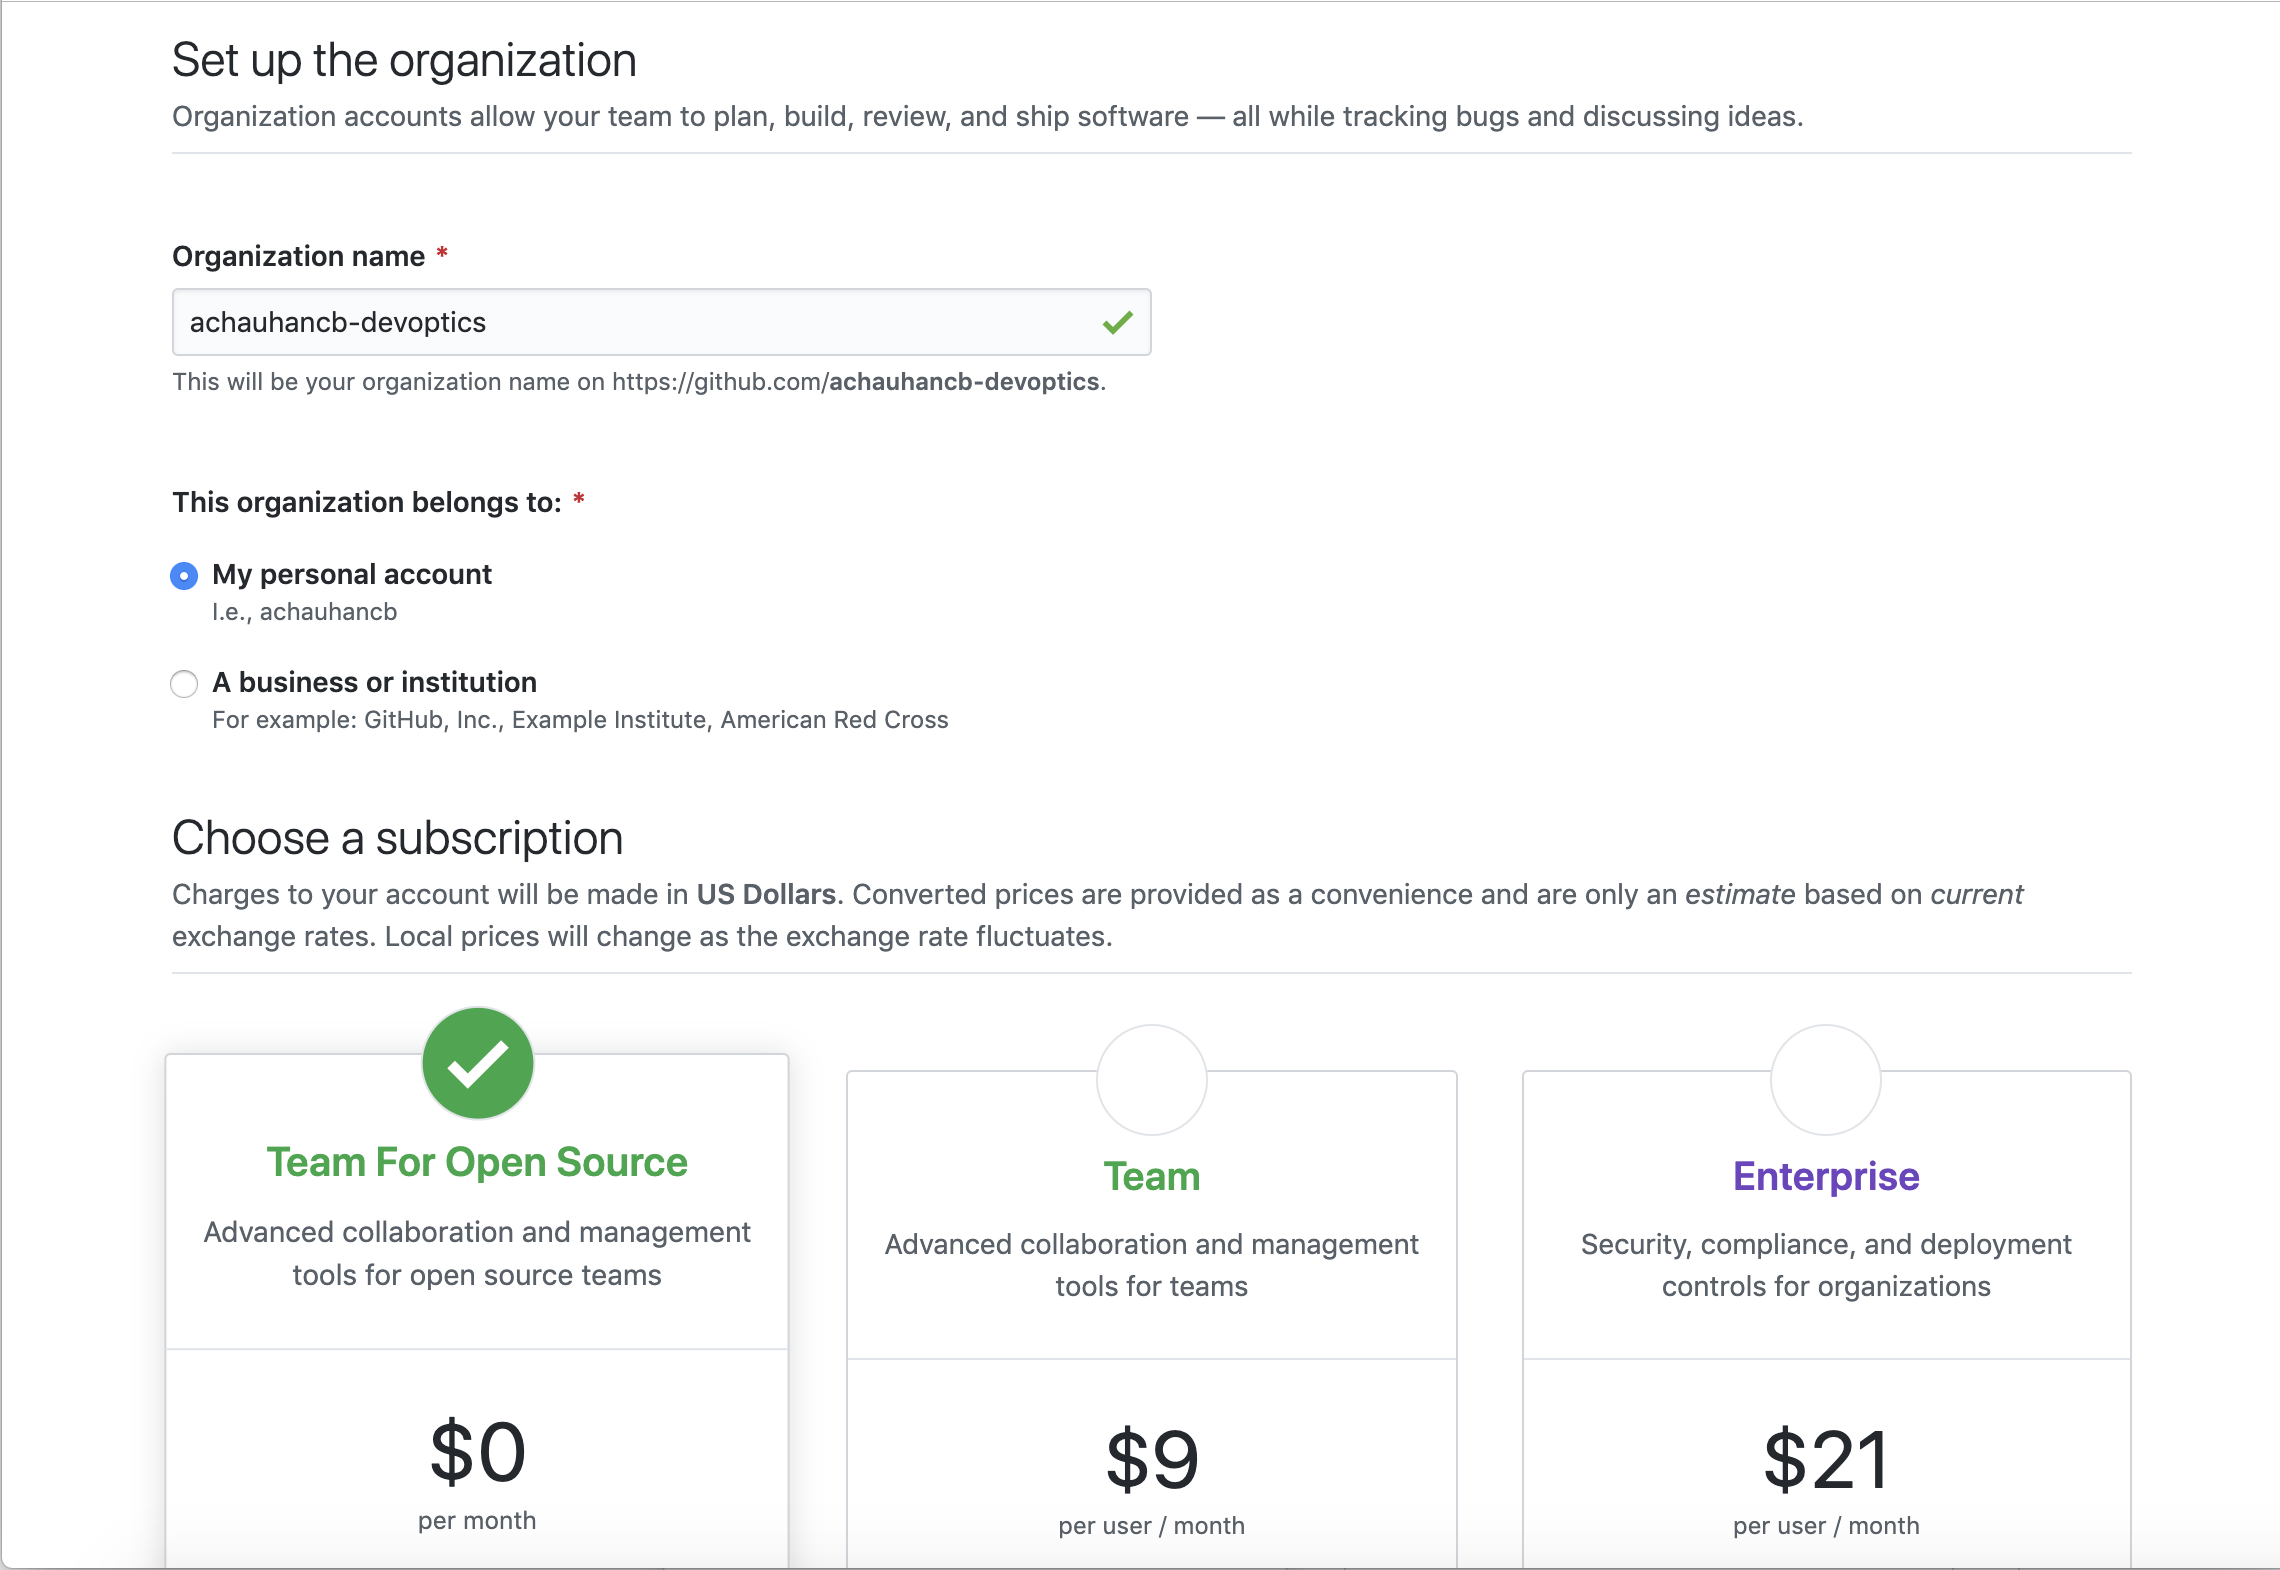 Set up the organization
Organization accounts allow your team to plan, build, review, and ship software — all while tracking bugs and discussing ideas.
Organization name *
achauhancb-devoptics
This will be your organization name on https://github.com/achauhancb-devoptics.
This organization belongs to: *
My personal account
I.e., achauhancb
A business or institution
For example: GitHub, Inc., Example Institute, American Red Cross
Choose a subscription
Charges to your account will be made in US Dollars. Converted prices are provided as a convenience and are only an estimate based on current
exchange rates. Local prices will change as the exchange rate fluctuates.
Team For Open Source
Advanced collaboration and management
tools for open source teams
$0
per month
Team
Advanced collaboration and management
tools for teams
$9
per user / month
Enterprise
Security, compliance, and deployment
controls for organizations
$21
per user / month